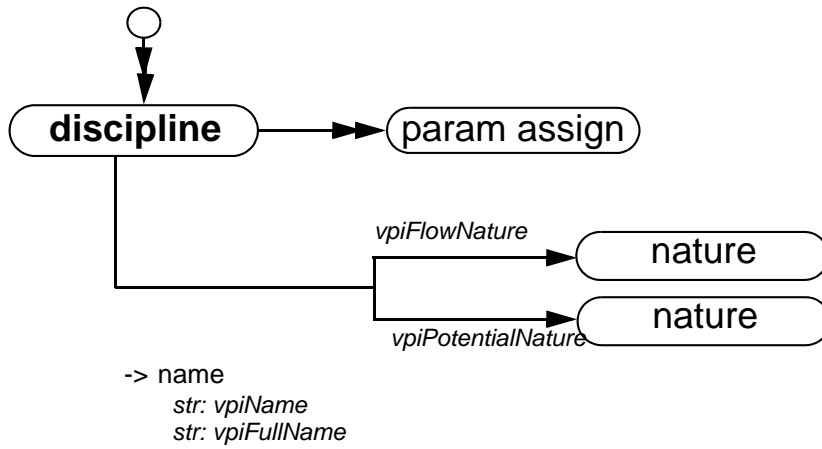 discipline
param assign
vpiFlowNature
nature
nature
vpiPotentialNature
-> name
str: vpiName
str: vpiFullName